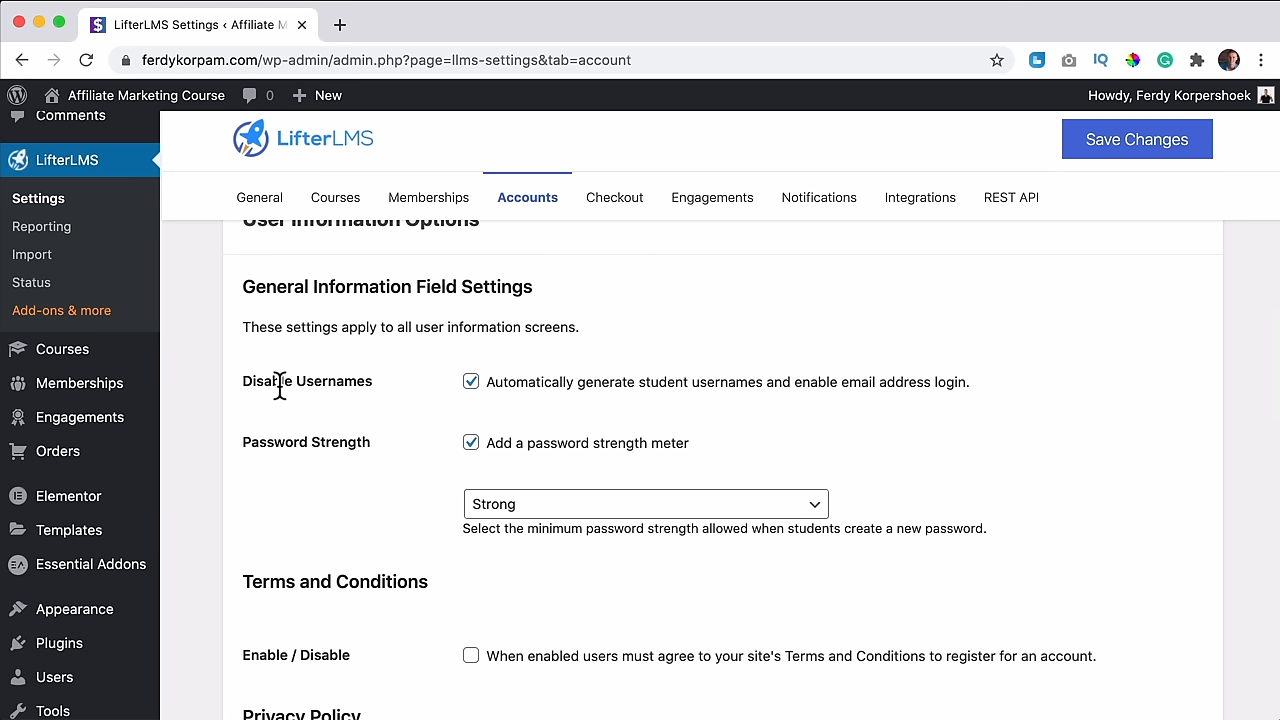 LifterLMS Settings ‹ Affiliate M
ferdykorpam.com/wp-admin/admin.php?page=llms-settings&tab=account
IQ
Affiliate Marketing Course
0
New
Howdy, Ferdy Korpershoek
Comments
LifterLMS
Settings
Reporting
Import
Status
Add-ons & more
Courses
Memberships
Engagements
Orders
Elementor
Templates
Essential Addons
Appearance
Plugins
Users
Tools
LifterLMS
Save Changes
General
Courses
Memberships
Accounts
Checkout
Engagements
Notifications
Integrations
REST API
User Information Options
General Information Field Settings
These settings apply to all user information screens.
Disable Usernames
Automatically generate student usernames and enable email address login.
Password Strength
Add a password strength meter
Strong
Select the minimum password strength allowed when students create a new password.
Terms and Conditions
Enable / Disable
When enabled users must agree to your site's Terms and Conditions to register for an account.
Privacy Policy